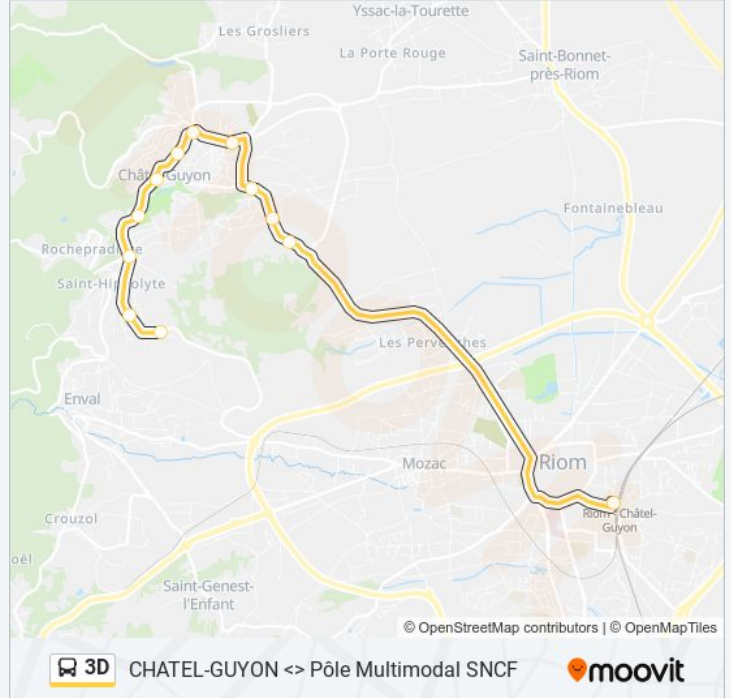 Yssac-la-Tourette
Les Grosliers
La Porte Rouge
Saint-Bonnet-
près-Riom
Châtel-Guyon
Fontainebleau
Rochepradière
Saint-Hippolyte
Les Pervenches
Enval
Mozac
Riom
Crouzol
Riom - Châtel-
Guyon
oël
Saint-Genest-
l'Enfant
© OpenStreetMap contributors | © OpenMapTiles
3D CHATEL-GUYON <> Pôle Multimodal SNCF moovit